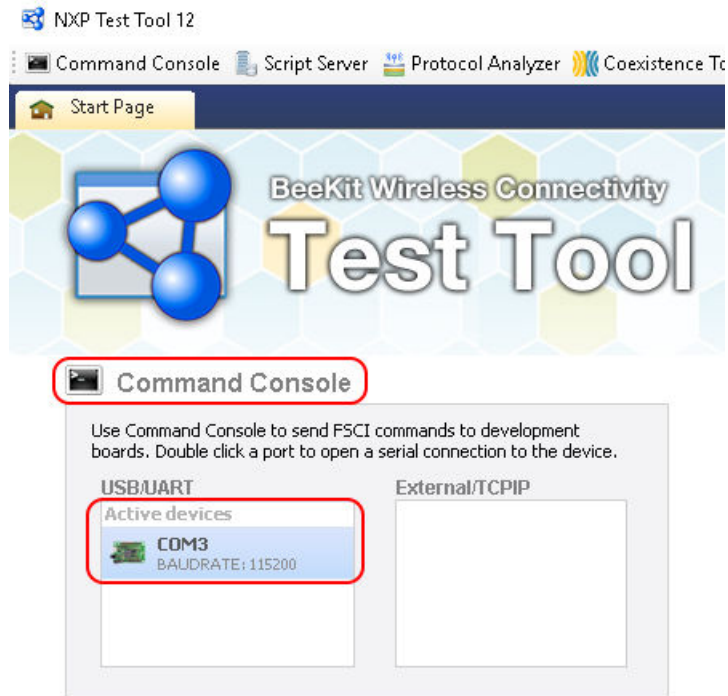 NXP Test Tool 12
Command Console Script Server Protocol Analyzer Coexistence To
Start Page
BeeKit Wireless Connectivity
Test Tool
Command Console
Use Command Console to send FSCI commands to development
boards. Double click a port to open a serial connection to the device.
USB/UART External/TCPIP
Active devices
COM3
BAUDRATE: 115200